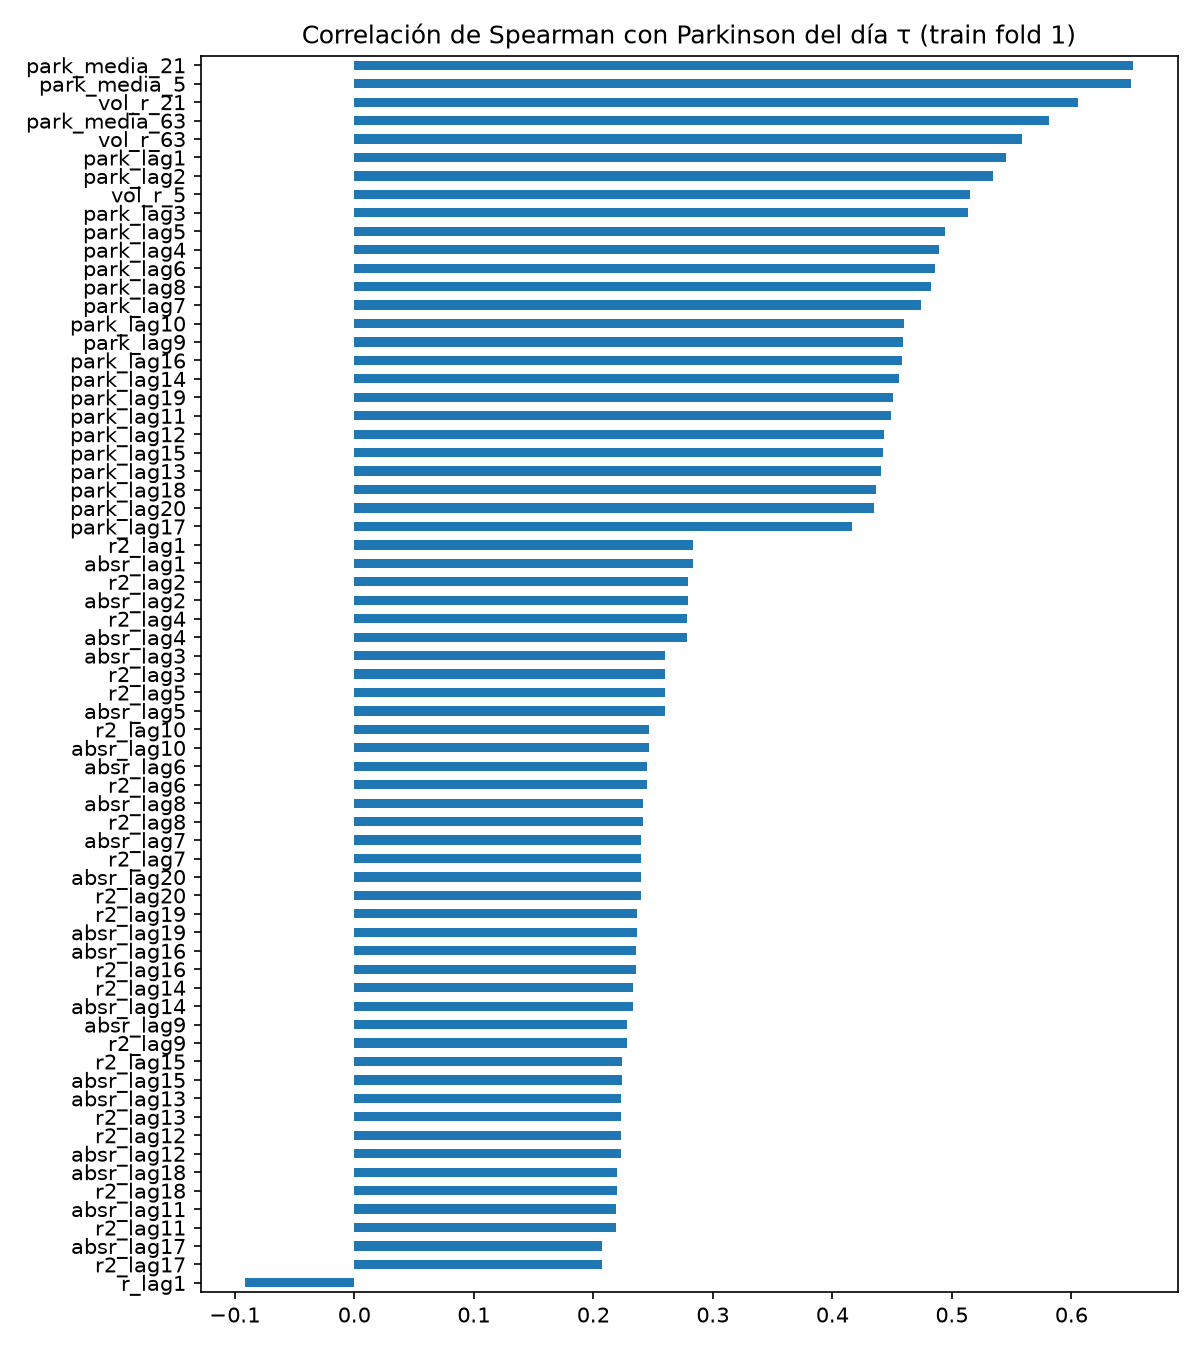 Correlación de Spearman con Parkinson del día τ (train fold 1)
park_media_21
park_media_5
vol_r_21
park_media_63
vol_r_63
park_lag1
park_lag2
vol_r_5
park_lag3
park_lag5
park_lag4
park_lag6
park_lag8
park_lag7
park_lag10
park_lag9
park_lag16
park_lag14
park_lag19
park_lag11
park_lag12
park_lag15
park_lag13
park_lag18
park_lag20
park_lag17
r2_lag1
absr_lag1
r2_lag2
absr_lag2
r2_lag4
absr_lag4
absr_lag3
r2_lag3
r2_lag5
absr_lag5
r2_lag10
absr_lag10
absr_lag6
r2_lag6
absr_lag8
r2_lag8
absr_lag7
r2_lag7
absr_lag20
r2_lag20
r2_lag19
absr_lag19
absr_lag16
r2_lag16
r2_lag14
absr_lag14
absr_lag9
r2_lag9
r2_lag15
absr_lag15
absr_lag13
r2_lag13
r2_lag12
absr_lag12
absr_lag18
r2_lag18
absr_lag11
r2_lag11
absr_lag17
r2_lag17
r_lag1
−0.1 0.0 0.1 0.2 0.3 0.4 0.5 0.6